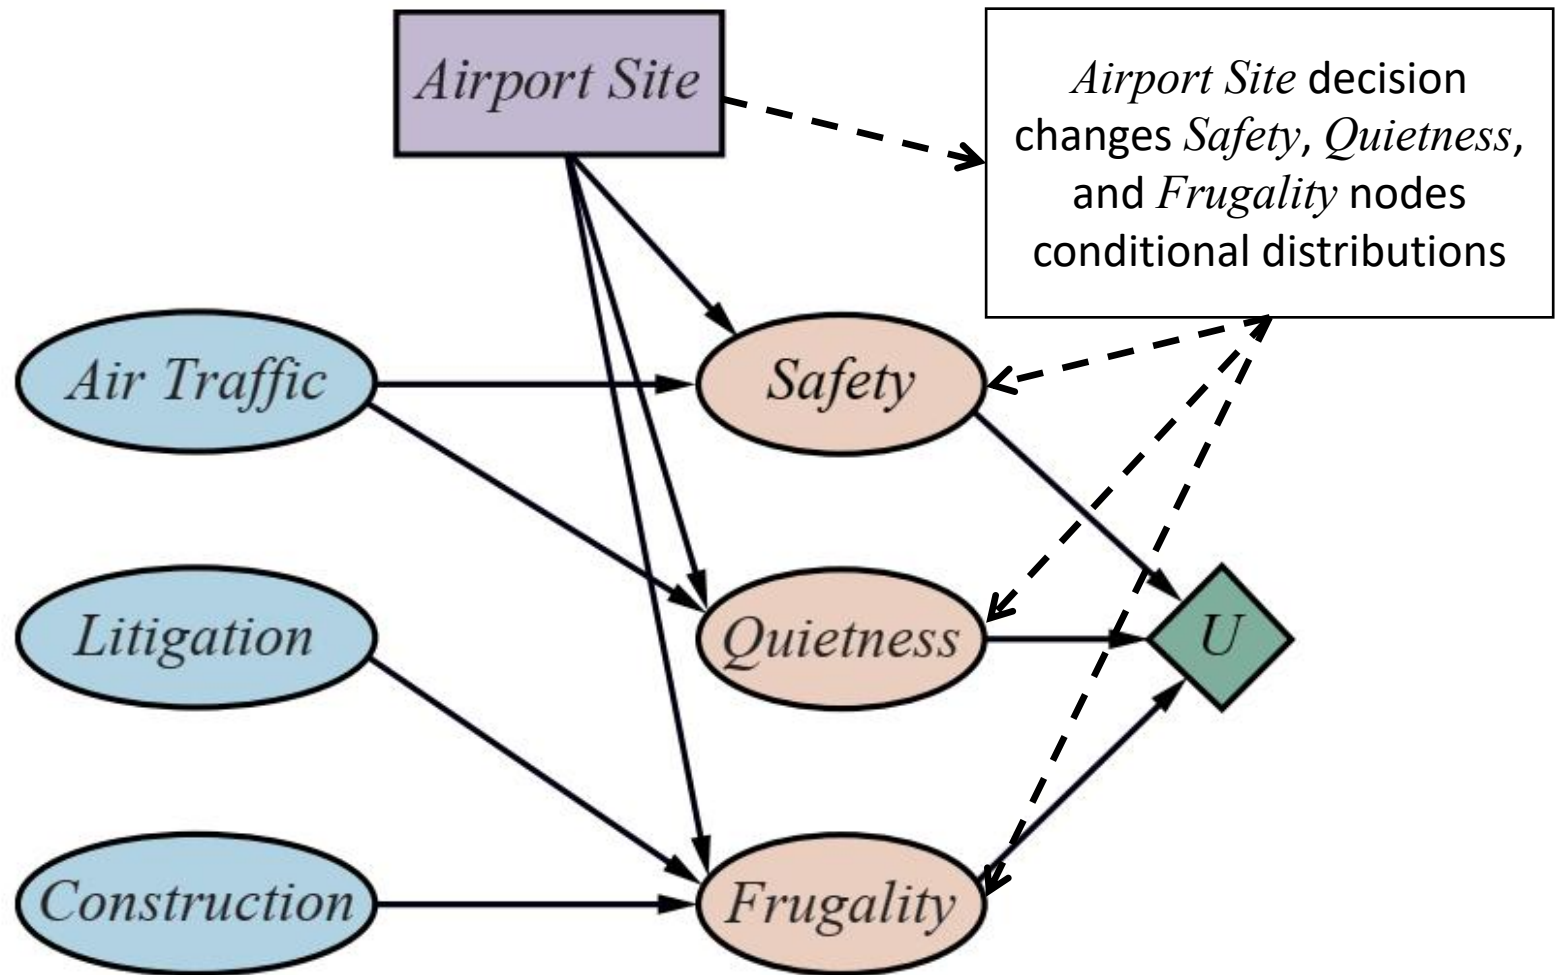 Airport Site
Airport Site decision
changes Safety, Quietness,
and Frugality nodes
conditional distributions
Air Traffic
Safety
Litigation
Quietness
U
Construction
Frugality